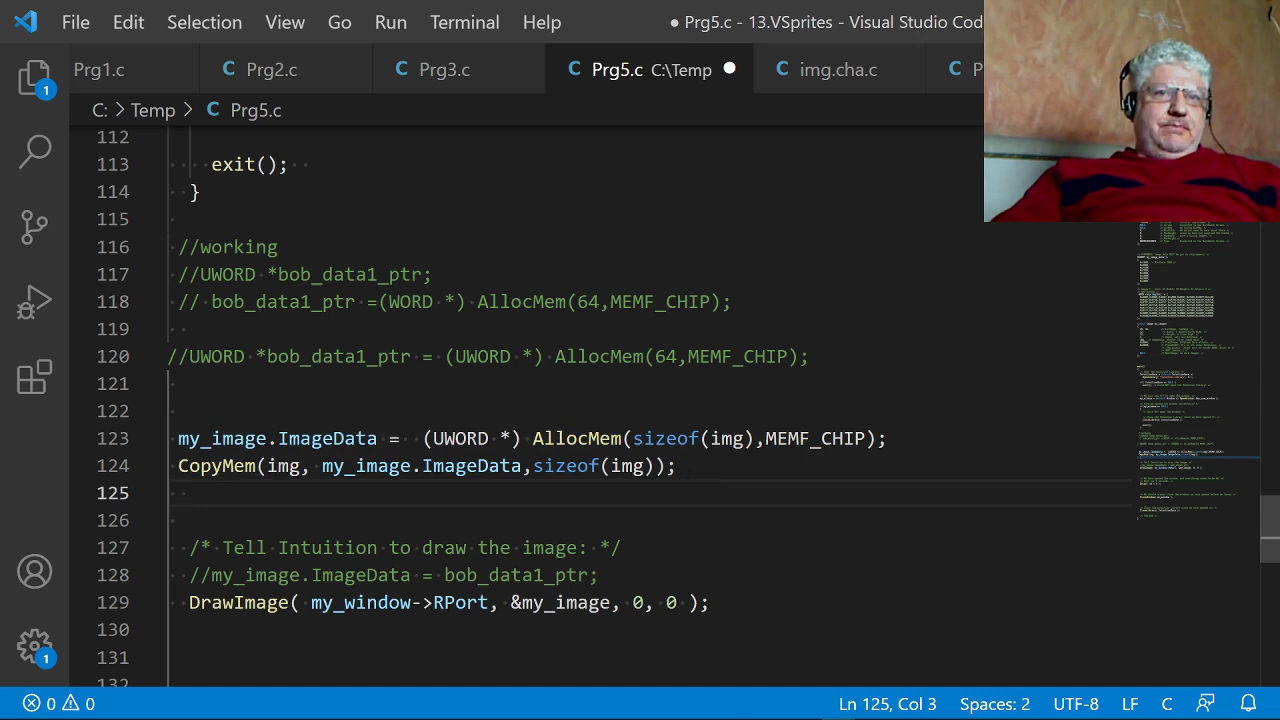 File Edit Selection View Go Run Terminal Help ● Prg5.c - 13.VSprites - Visual Studio Cod
Prg1.c C Prg2.c C Prg3.c C Prg5.c C:\Temp ● C img.cha.c C P
C: > Temp > C Prg5.c
112
113 exit();
114 }
115
116 //working
117 //UWORD *bob_data1_ptr;
118 // bob_data1_ptr =(WORD *) AllocMem(64,MEMF_CHIP);
119
120 //UWORD *bob_data1_ptr = (UWORD *) AllocMem(64,MEMF_CHIP);
121
122
123 my_image.ImageData = (UWORD *) AllocMem(sizeof(img),MEMF_CHIP);
124 CopyMem(img, my_image.ImageData,sizeof(img));
125
126
127 /* Tell Intuition to draw the image: */
128 //my_image.ImageData = bob_data1_ptr;
129 DrawImage( my_window->RPort, &my_image, 0, 0 );
130
131
132
1
1
0 0 Ln 125, Col 3 Spaces: 2 UTF-8 LF C